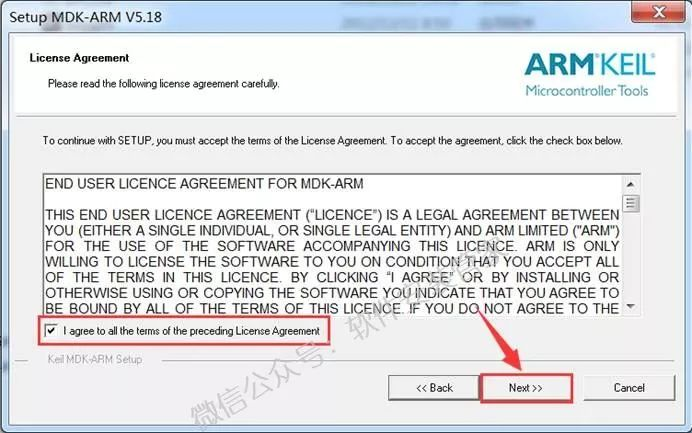 Setup MDK-ARM V5.18
License Agreement
Please read the following license agreement carefully.
ARM®KEIL®
Microcontroller Tools
To continue with SETUP, you must accept the terms of the License Agreement. To accept the agreement, click the check box below.
END USER LICENCE AGREEMENT FOR MDK-ARM
THIS END USER LICENCE AGREEMENT (“LICENCE”) IS A LEGAL AGREEMENT BETWEEN
YOU (EITHER A SINGLE INDIVIDUAL, OR SINGLE LEGAL ENTITY) AND ARM LIMITED ("ARM")
FOR THE USE OF THE SOFTWARE ACCOMPANYING THIS LICENCE. ARM IS ONLY
WILLING TO LICENSE THE SOFTWARE TO YOU ON CONDITION THAT YOU ACCEPT ALL
OF THE TERMS IN THIS LICENCE. BY CLICKING “I AGREE” OR BY INSTALLING OR
OTHERWISE USING OR COPYING THE SOFTWARE YOU INDICATE THAT YOU AGREE TO
BE BOUND BY ALL OF THE TERMS OF THIS LICENCE. IF YOU DO NOT AGREE TO THE
I agree to all the terms of the preceding License Agreement
Keil MDK-ARM Setup
<< Back
Next >>
Cancel
微信公众号：软件安装管家